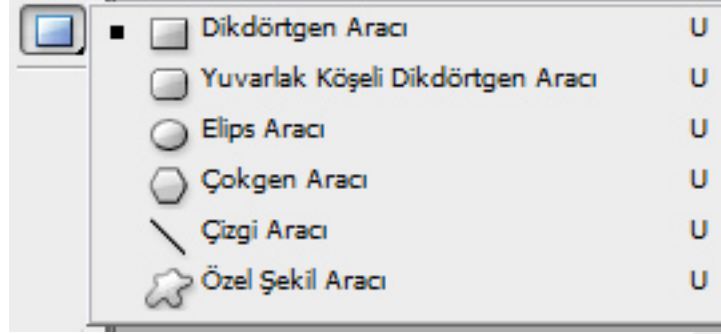 Dikdörtgen Aracı U
Yuvarlak Köşeli Dikdörtgen Aracı U
Elips Aracı U
Çokgen Aracı U
Çizgi Aracı U
Özel Şekil Aracı U